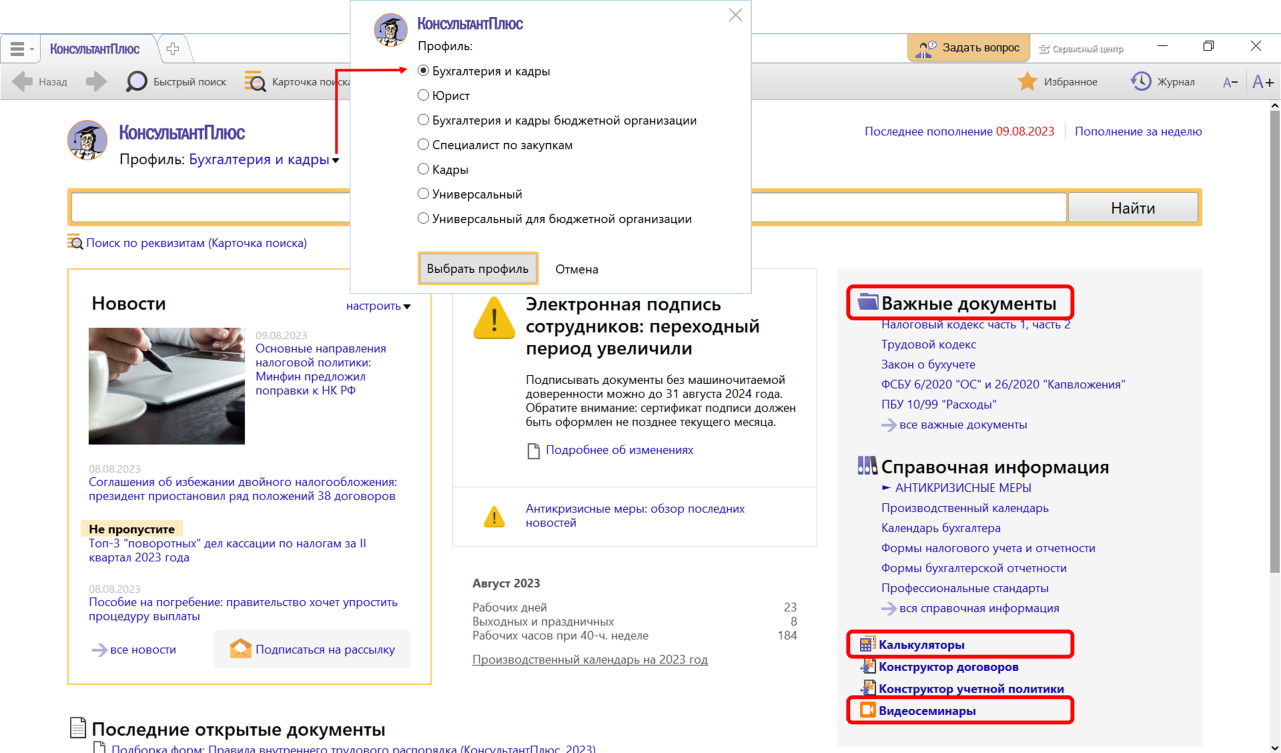 КонсультантПлюс
Профиль:
Бухгалтерия и кадры
Юрист
Бухгалтерия и кадры бюджетной организации
Специалист по закупкам
Кадры
Универсальный
Универсальный для бюджетной организации
Выбрать профиль Отмена
КонсультантПлюс
Задать вопрос Сервисный центр
Назад Быстрый поиск Карточка поиска
Избранное Журнал А− А+
КонсультантПлюс
Профиль: Бухгалтерия и кадры
Последнее пополнение 09.08.2023 Пополнение за неделю
Найти
Поиск по реквизитам (Карточка поиска)
Новости настроить
09.08.2023
Основные направления
налоговой политики:
Минфин предложил
поправки к НК РФ
08.08.2023
Соглашения об избежании двойного налогообложения:
президент приостановил ряд положений 38 договоров
Не пропустите
Топ-3 "поворотных" дел кассации по налогам за II
квартал 2023 года
08.08.2023
Пособие на погребение: правительство хочет упростить
процедуру выплаты
все новости Подписаться на рассылку
Электронная подпись
сотрудников: переходный
период увеличили
Подписывать документы без машиночитаемой
доверенности можно до 31 августа 2024 года.
Обратите внимание: сертификат подписи должен
быть оформлен не позднее текущего месяца.
Подробнее об изменениях
Антикризисные меры: обзор последних
новостей
Август 2023
Рабочих дней 23
Выходных и праздничных 8
Рабочих часов при 40-ч. неделе 184
Производственный календарь на 2023 год
Важные документы
Налоговый кодекс часть 1, часть 2
Трудовой кодекс
Закон о бухучете
ФСБУ 6/2020 "ОС" и 26/2020 "Капвложения"
ПБУ 10/99 "Расходы"
все важные документы
Справочная информация
АНТИКРИЗИСНЫЕ МЕРЫ
Производственный календарь
Календарь бухгалтера
Формы налогового учета и отчетности
Формы бухгалтерской отчетности
Профессиональные стандарты
вся справочная информация
Калькуляторы
Конструктор договоров
Конструктор учетной политики
Видеосеминары
Последние открытые документы
Подборка форм: Правила внутреннего трудового распорядка (КонсультантПлюс, 2023)